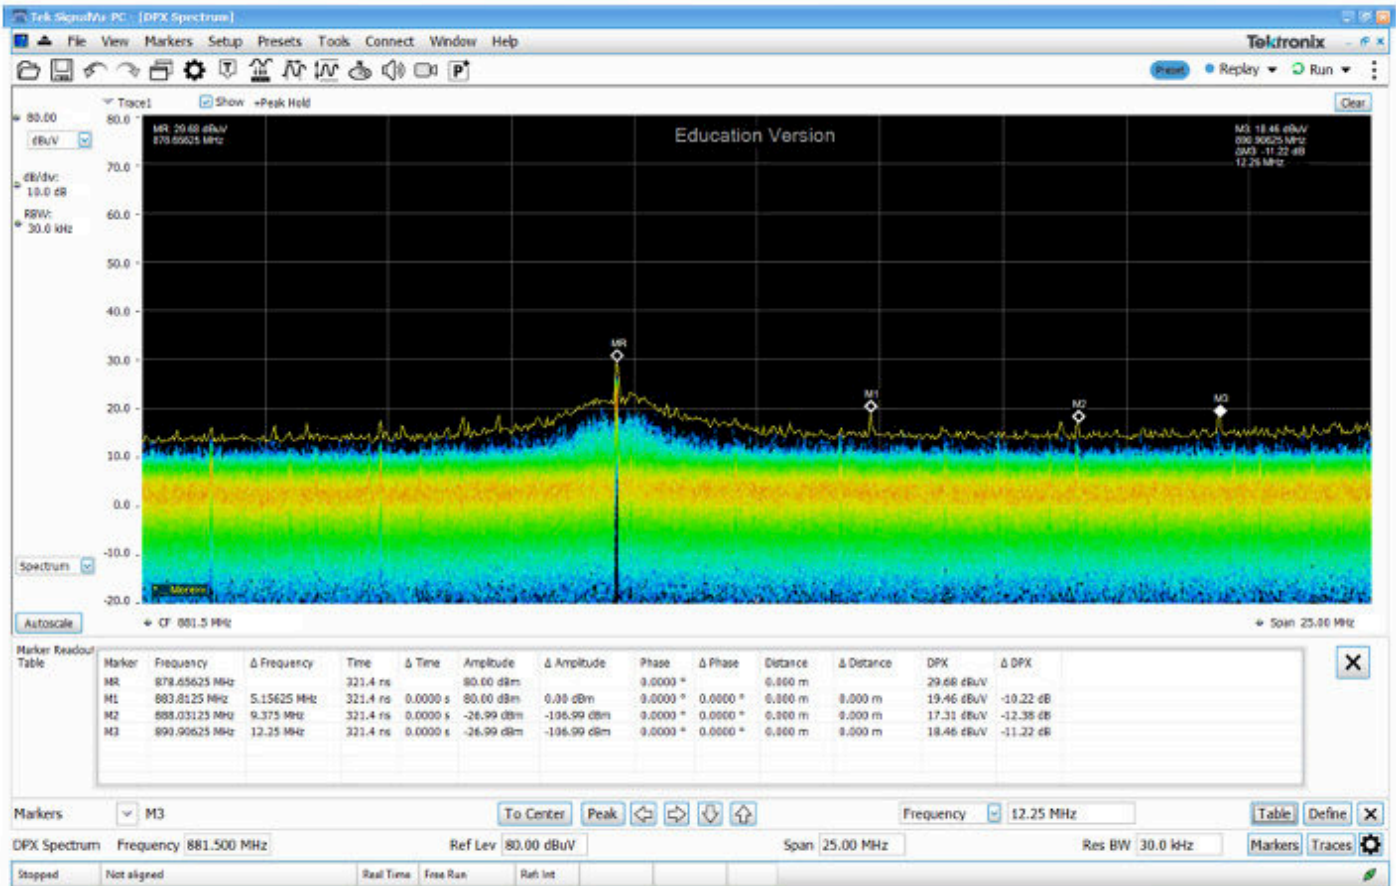 Tek SignalVu-PC - [DPX Spectrum]
File View Markers Setup Presets Tools Connect Window Help
Tektronix
Preset Replay Run
Trace1 Show +Peak Hold Clear
80.00
dBuV
dB/div:
10.0 dB
RBW:
30.0 kHz
80.0
70.0
60.0
50.0
40.0
30.0
20.0
10.0
0.0
-10.0
-20.0
MR: 29.68 dBuV
878.65625 MHz
Education Version
M3: 18.46 dBuV
890.90625 MHz
ΔM3: -11.22 dB
12.25 MHz
MR
M1
M2
M3
Spectrum
Autoscale
CF 881.5 MHz
Span 25.00 MHz
Marker Readout
Table
Marker Frequency Δ Frequency Time Δ Time Amplitude Δ Amplitude Phase Δ Phase Distance Δ Distance DPX Δ DPX
MR 878.65625 MHz 321.4 ns 80.00 dBm 0.0000 ° 0.000 m 29.68 dBuV
M1 883.8125 MHz 5.15625 MHz 321.4 ns 0.0000 s 80.00 dBm 0.00 dBm 0.0000 ° 0.0000 ° 0.000 m 0.000 m 19.46 dBuV -10.22 dB
M2 888.03125 MHz 9.375 MHz 321.4 ns 0.0000 s -26.99 dBm -106.99 dBm 0.0000 ° 0.0000 ° 0.000 m 0.000 m 17.31 dBuV -12.38 dB
M3 890.90625 MHz 12.25 MHz 321.4 ns 0.0000 s -26.99 dBm -106.99 dBm 0.0000 ° 0.0000 ° 0.000 m 0.000 m 18.46 dBuV -11.22 dB
Markers M3 To Center Peak Frequency 12.25 MHz Table Define
DPX Spectrum Frequency 881.500 MHz Ref Lev 80.00 dBuV Span 25.00 MHz Res BW 30.0 kHz Markers Traces
Stopped Not aligned Real Time Free Run Ref: Int